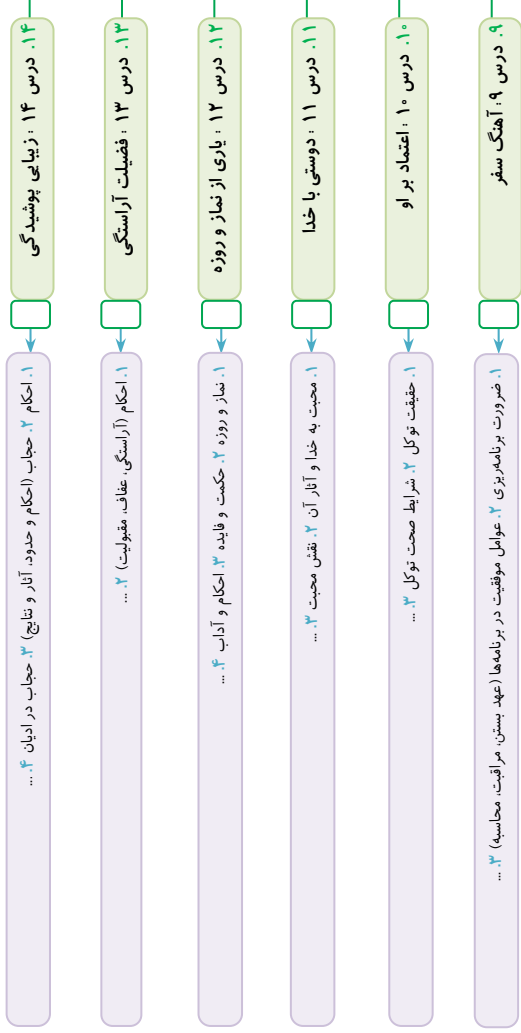 ۹. درس ۹: آهنگ سفر
۱. ضرورت برنامه‌ریزی ۲. عوامل موفقیت در برنامه‌ها (عهد بستن، مراقبت، محاسبه) ۳. ...
۱۰. درس ۱۰ : اعتماد بر او
۱. حقیقت توکل ۲. شرایط صحت توکل ۳. ...
۱۱. درس ۱۱ : دوستی با خدا
۱. محبت به خدا و آثار آن ۲. نقش محبت ۳. ...
۱۲. درس ۱۲ : یاری از نماز و روزه
۱. نماز و روزه ۲. حکمت و فایده ۳. احکام و آداب ۴. ...
۱۳. درس ۱۳ : فضیلت آراستگی
۱. احکام (آراستگی، عفاف، مقبولیت) ۲. ...
۱۴. درس ۱۴ : زیبایی پوشیدگی
۱. احکام ۲. حجاب (احکام و حدود، آثار و نتایج) ۳. حجاب در ادیان ۴. ...